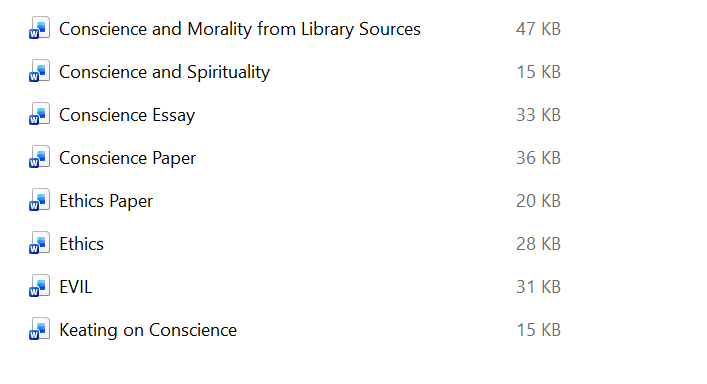 Conscience and Morality from Library Sources 47 KB
Conscience and Spirituality 15 KB
Conscience Essay 33 KB
Conscience Paper 36 KB
Ethics Paper 20 KB
Ethics 28 KB
EVIL 31 KB
Keating on Conscience 15 KB